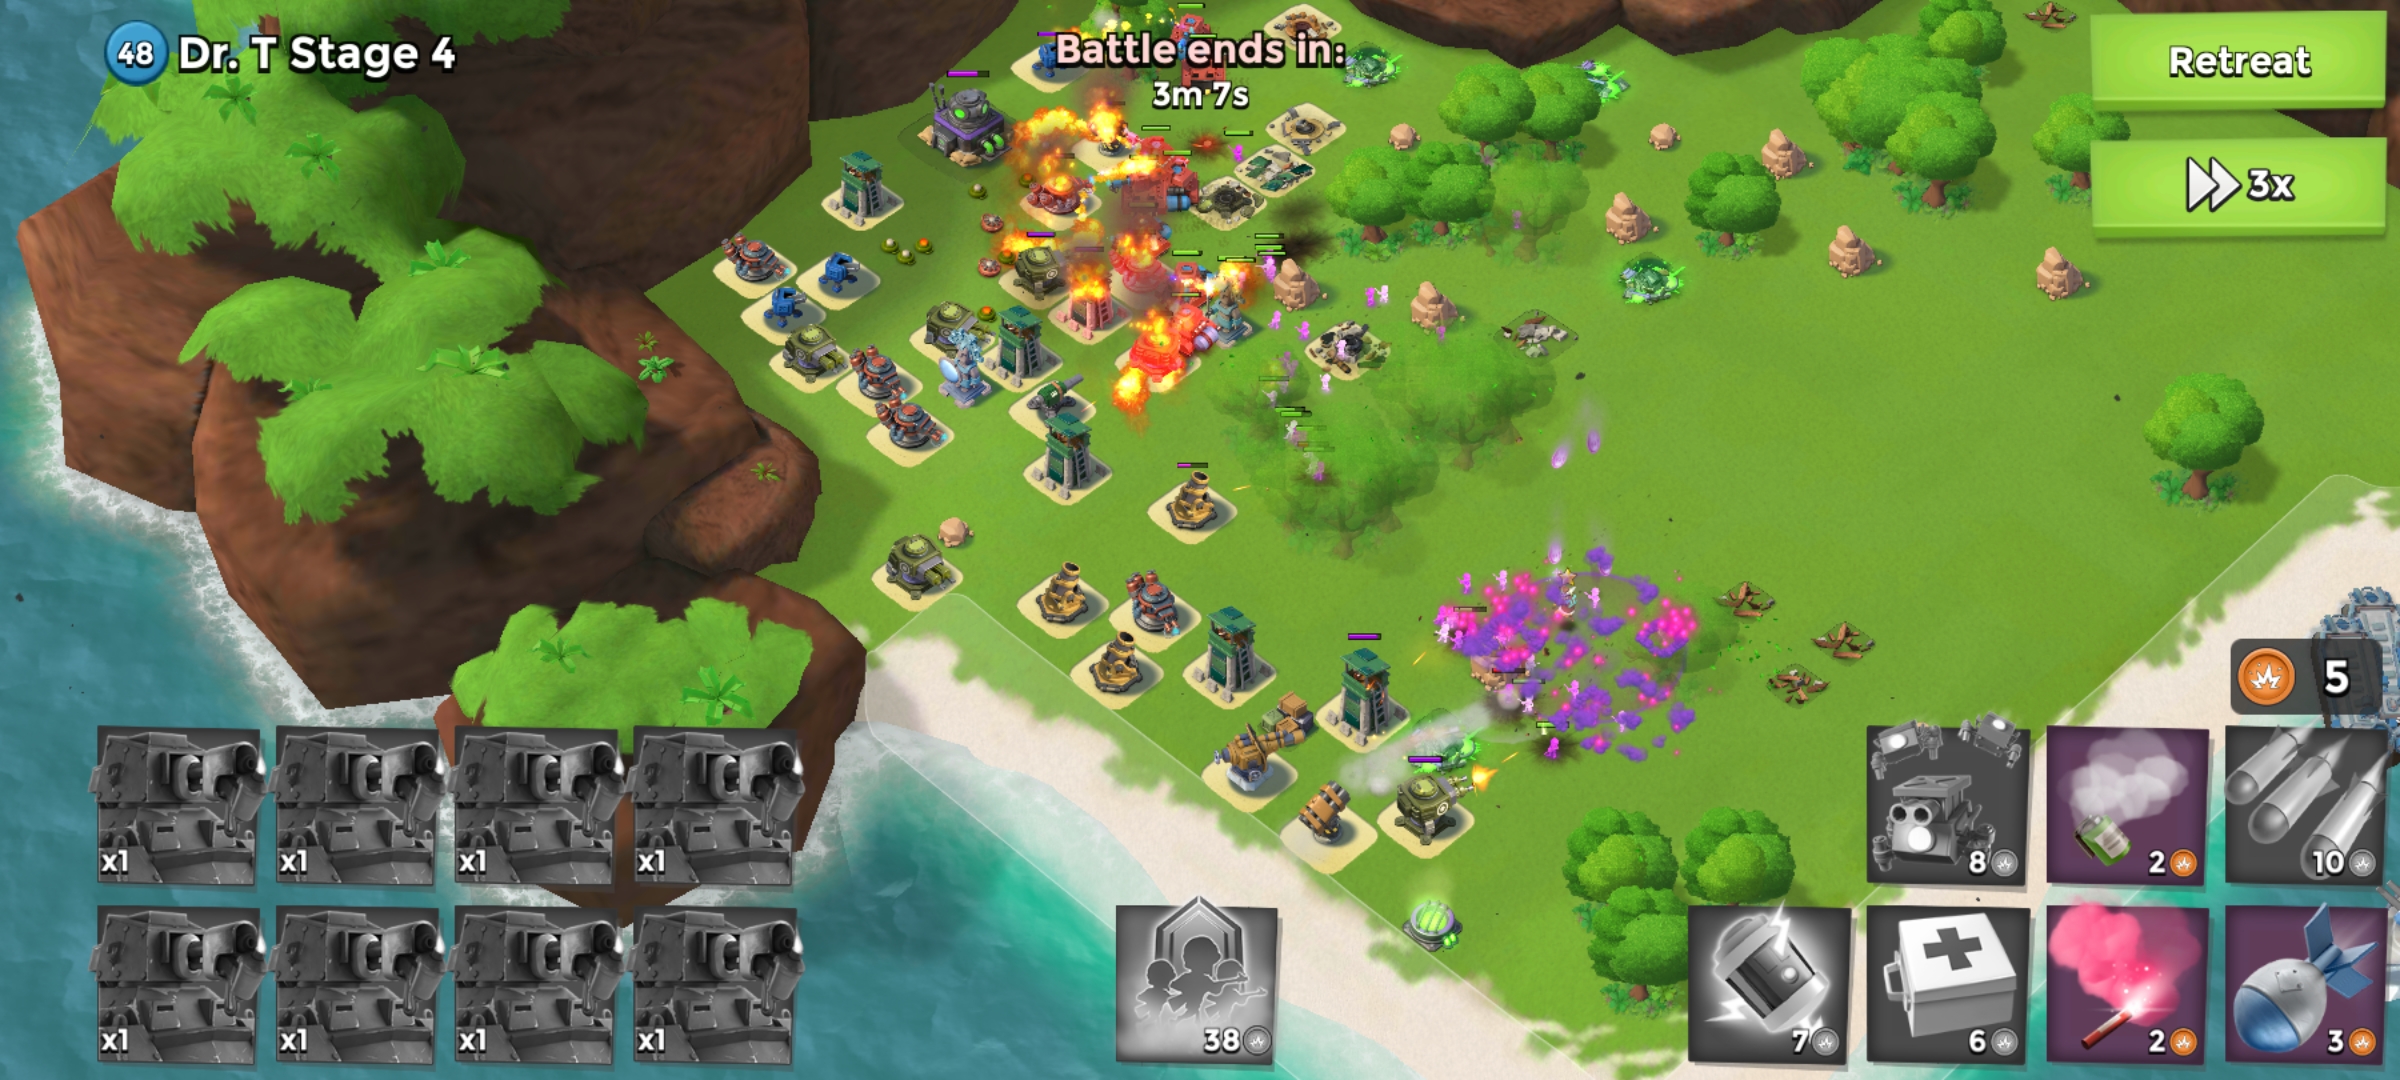 48 Dr. T Stage 4
Battle ends in:
3m 7s
Retreat
3x
5
x1
x1
x1
x1
8
2
10
x1
x1
x1
x1
38
7
6
2
3